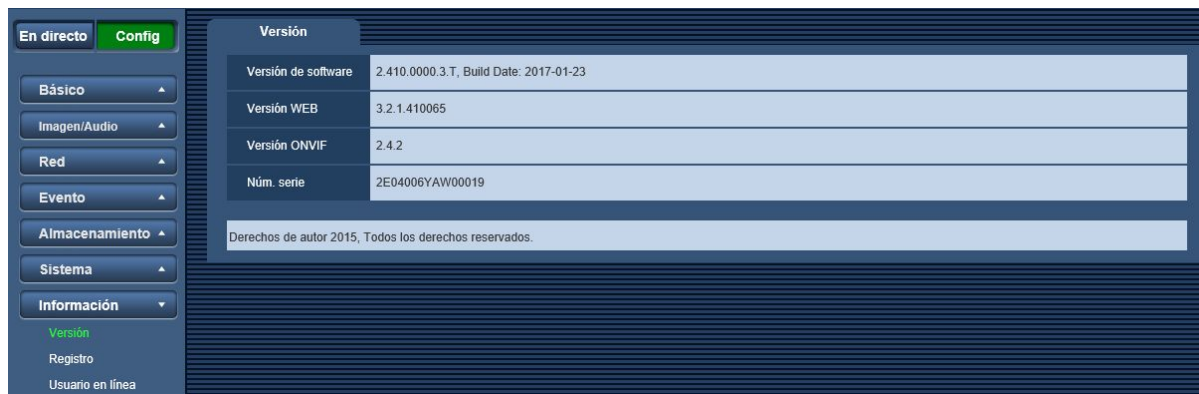 En directo
Config
Básico
Imagen/Audio
Red
Evento
Almacenamiento
Sistema
Información
Versión
Registro
Usuario en línea
Versión
Versión de software 2.410.0000.3.T, Build Date: 2017-01-23
Versión WEB 3.2.1.410065
Versión ONVIF 2.4.2
Núm. serie 2E04006YAW00019
Derechos de autor 2015, Todos los derechos reservados.